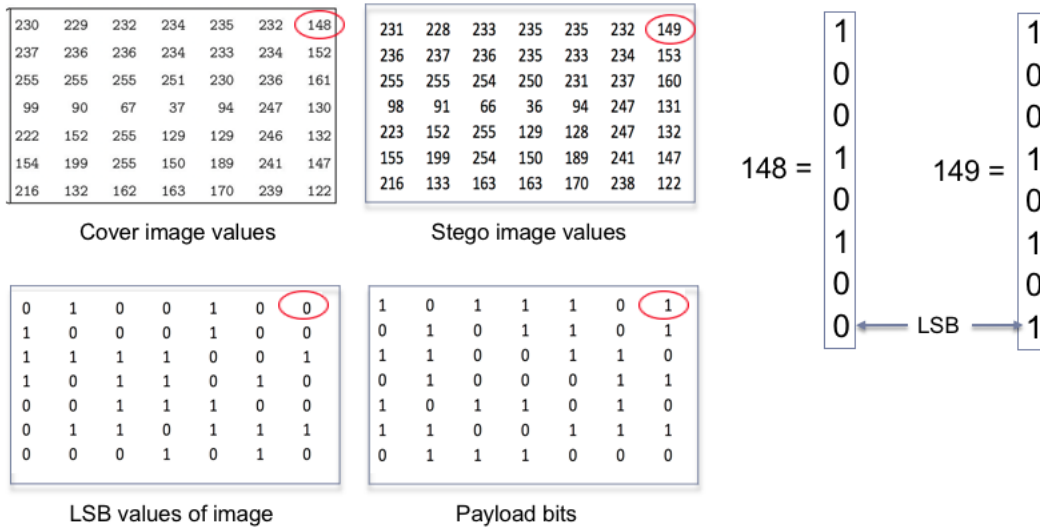 230 229 232 234 235 232 148
237 236 236 234 233 234 152
255 255 255 251 230 236 161
99 90 67 37 94 247 130
222 152 255 129 129 246 132
154 199 255 150 189 241 147
216 132 162 163 170 239 122
Cover image values
231 228 233 235 235 232 149
236 237 236 235 233 234 153
255 255 254 250 231 237 160
98 91 66 36 94 247 131
223 152 255 129 128 247 132
155 199 254 150 189 241 147
216 133 163 163 170 238 122
Stego image values
0 1 0 0 1 0 0
1 0 0 0 1 0 0
1 1 1 1 0 0 1
1 0 1 1 0 1 0
0 0 1 1 1 0 0
0 1 1 0 1 1 1
0 0 0 1 0 1 0
LSB values of image
1 0 1 1 1 0 1
0 1 0 1 1 0 1
1 1 0 0 1 1 0
0 1 0 0 0 1 1
1 0 1 1 0 1 0
1 1 0 0 1 1 1
0 1 1 1 0 0 0
Payload bits
148 =
1
0
0
1
0
1
0
0
LSB
149 =
1
0
0
1
0
1
0
1